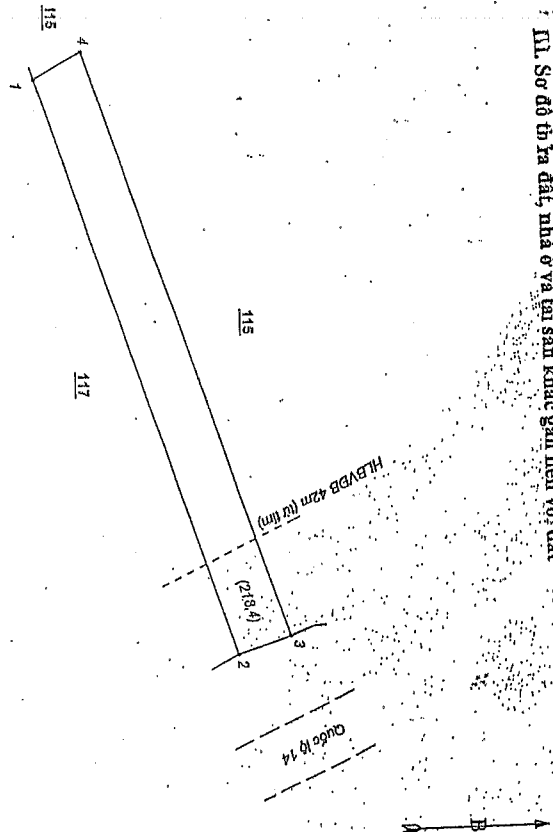 III. Sơ đồ thửa đất, nhà ở và tài sản khác gắn liền với đất
B
115
4
1
115
117
HLBVĐB 42m (từ tim)
(218,4)
3
2
Quốc lộ 14